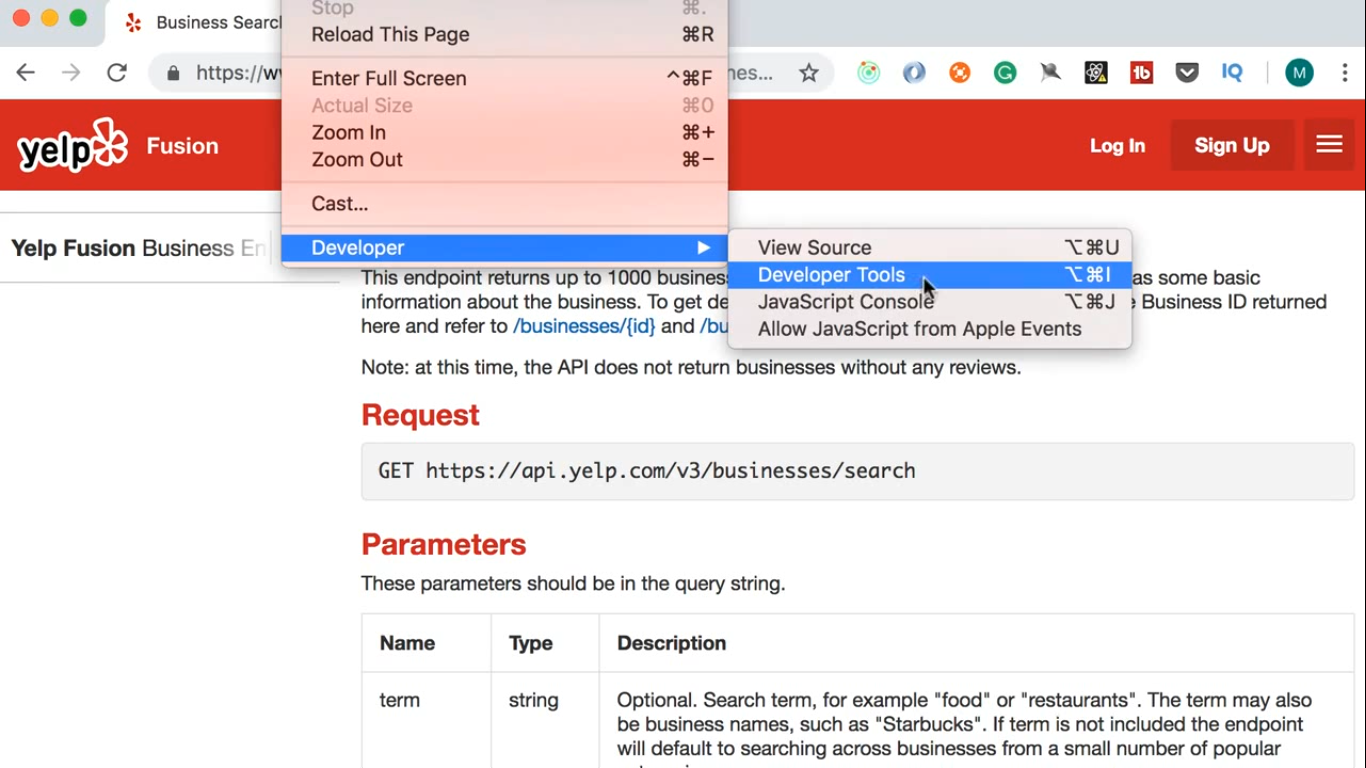 Business Searc
Stop ⌘.
Reload This Page ⌘R
https://w
nes...
Enter Full Screen ^⌘F
Actual Size ⌘0
Zoom In ⌘+
Zoom Out ⌘−
Cast...
Developer ▶
IQ
M
yelp Fusion
Log In
Sign Up
View Source ⌥⌘U
Developer Tools ⌥⌘I
JavaScript Console ⌥⌘J
Allow JavaScript from Apple Events
Yelp Fusion Business En
This endpoint returns up to 1000 busines as some basic
information about the business. To get de e Business ID returned
here and refer to /businesses/{id} and /bu
Note: at this time, the API does not return businesses without any reviews.
Request
GET https://api.yelp.com/v3/businesses/search
Parameters
These parameters should be in the query string.
Name Type Description
term string Optional. Search term, for example "food" or "restaurants". The term may also
be business names, such as "Starbucks". If term is not included the endpoint
will default to searching across businesses from a small number of popular